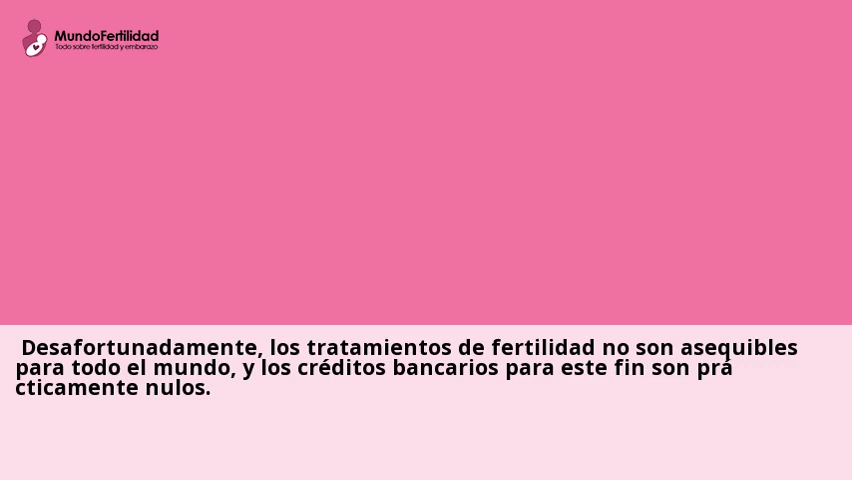 MundoFertilidad
Todo sobre fertilidad y embarazo
Desafortunadamente, los tratamientos de fertilidad no son asequibles
para todo el mundo, y los créditos bancarios para este fin son prá
cticamente nulos.